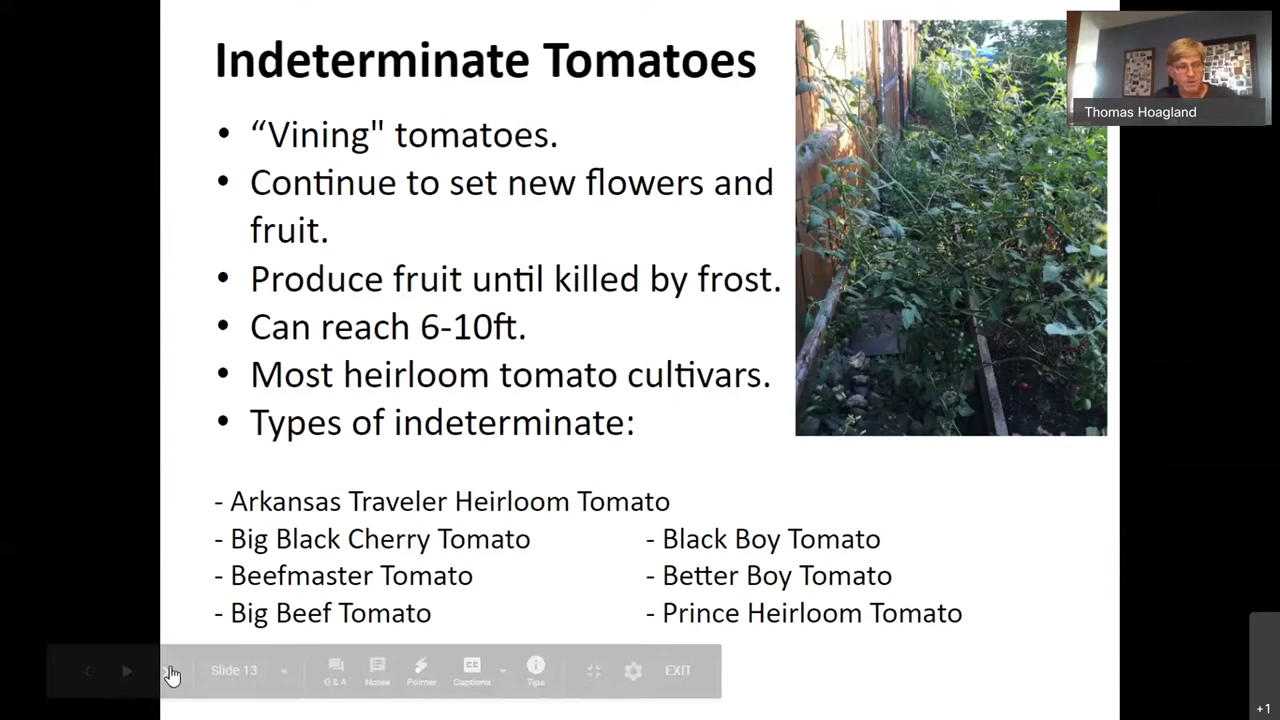 Indeterminate Tomatoes
• “Vining" tomatoes.
• Continue to set new flowers and
fruit.
• Produce fruit until killed by frost.
• Can reach 6-10ft.
• Most heirloom tomato cultivars.
• Types of indeterminate:
- Arkansas Traveler Heirloom Tomato
- Big Black Cherry Tomato
- Beefmaster Tomato
- Big Beef Tomato
- Black Boy Tomato
- Better Boy Tomato
- Prince Heirloom Tomato
Thomas Hoagland
Slide 13
Q & A
Notes
Pointer
CC
Captions
Tips
EXIT
+1